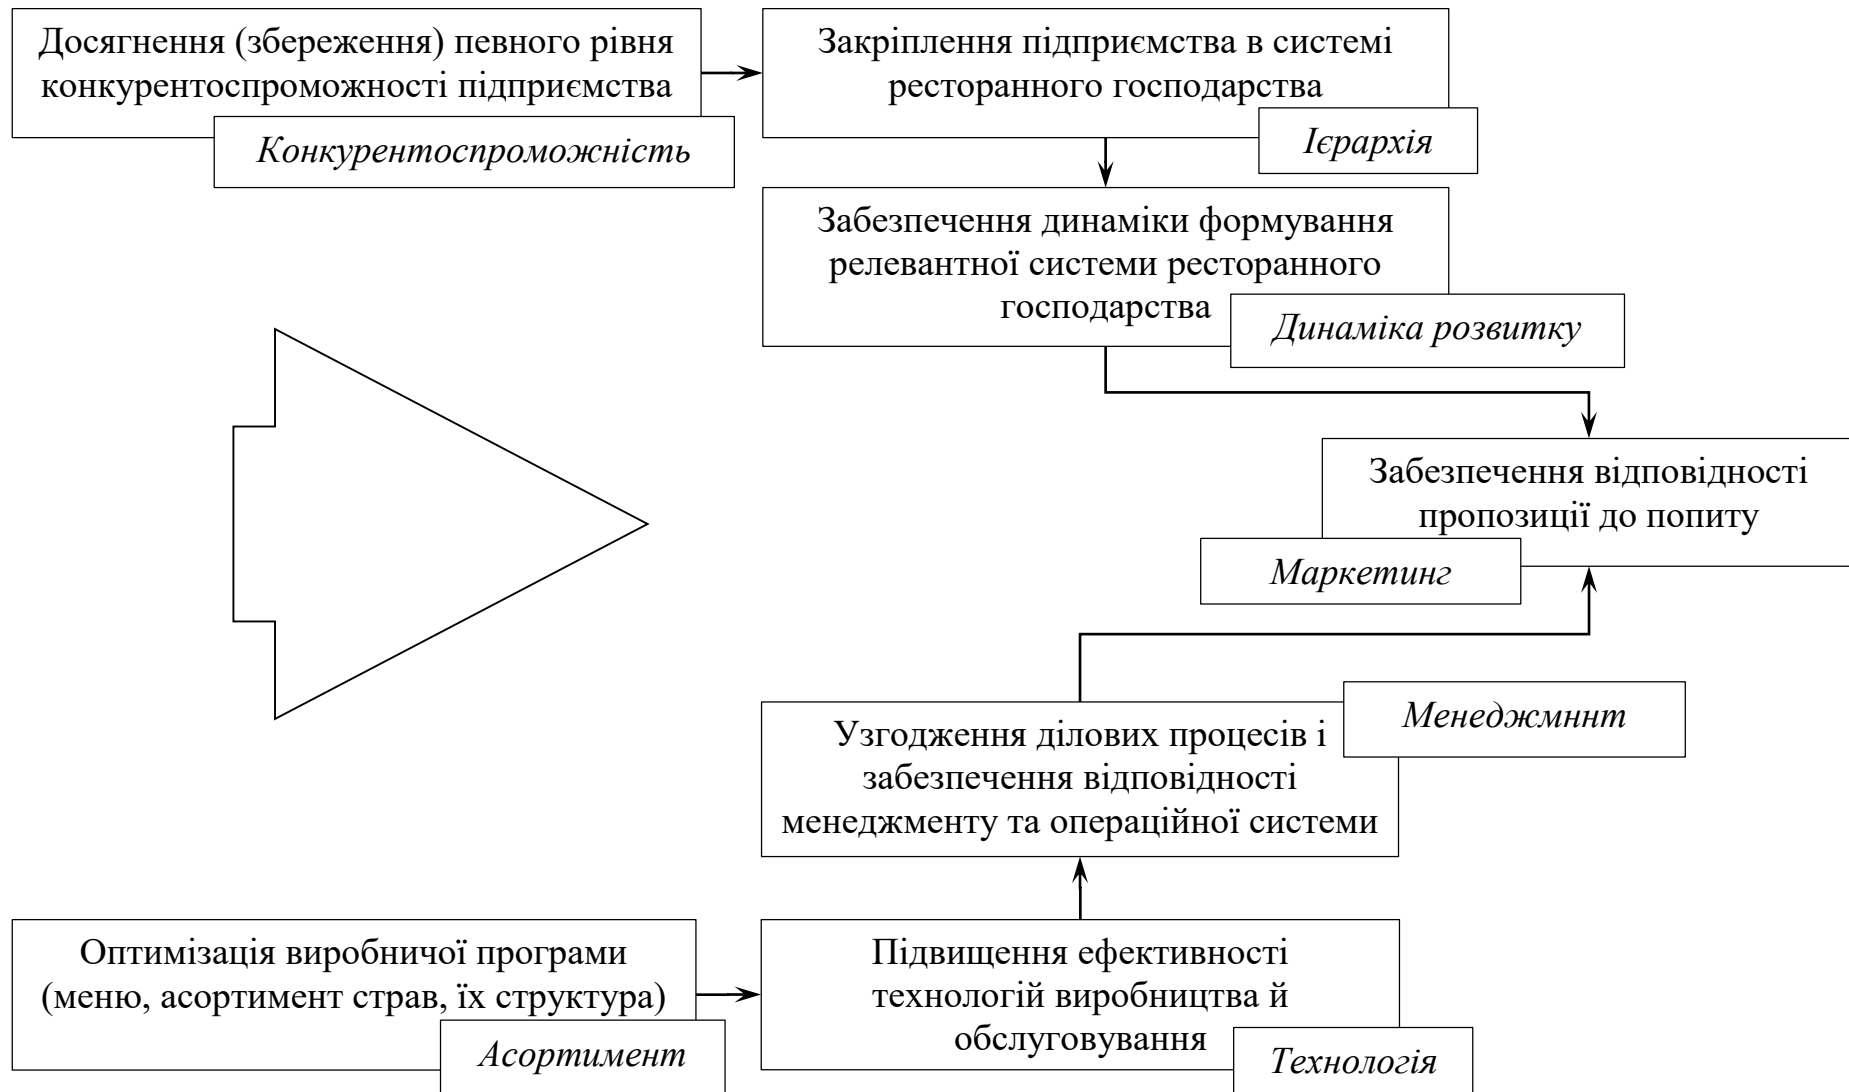 Досягнення (збереження) певного рівня
конкурентоспроможності підприємства
Конкурентоспроможність
Закріплення підприємства в системі
ресторанного господарства
Ієрархія
Забезпечення динаміки формування
релевантної системи ресторанного
господарства
Динаміка розвитку
Забезпечення відповідності
пропозиції до попиту
Маркетинг
Менеджмннт
Узгодження ділових процесів і
забезпечення відповідності
менеджменту та операційної системи
Оптимізація виробничої програми
(меню, асортимент страв, їх структура)
Асортимент
Підвищення ефективності
технологій виробництва й
обслуговування
Технологія